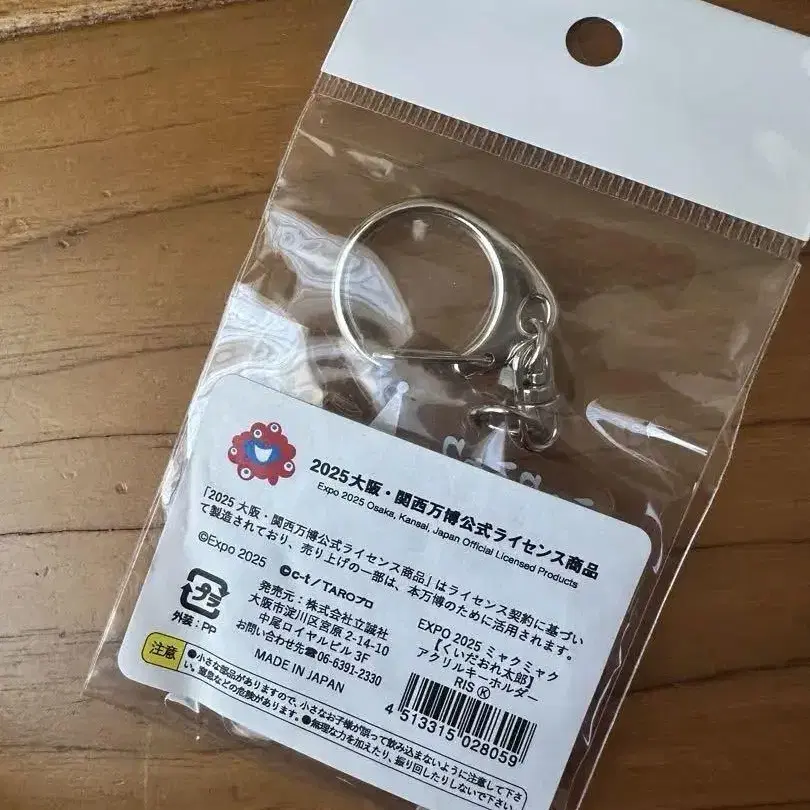 2025大阪・関西万博公式ライセンス商品
Expo 2025 Osaka, Kansai, Japan Official Licensed Products
「2025 大阪・関西万博公式ライセンス商品」はライセンス契約に基づい
て製造されており、売り上げの一部は、本万博のために活用されます。
©Expo 2025 ©c-t/TAROプロ
プラ
外装：PP
発売元：株式会社立誠社
大阪市淀川区宮原 2-14-10
中尾ロイヤルビル 3F
お問い合わせ先☎06-6391-2330
MADE IN JAPAN
EXPO 2025 ミャクミャク
【くいだおれ太郎】
アクリルキーホルダー
RIS Ⓚ
4 513315 028059
注意
●小さな部品がありますので、小さなお子様が誤って飲み込まないように注意して下さ
い。窒息などの危険があります。●無理な力を加えたり、振り回したりしないで下さい。